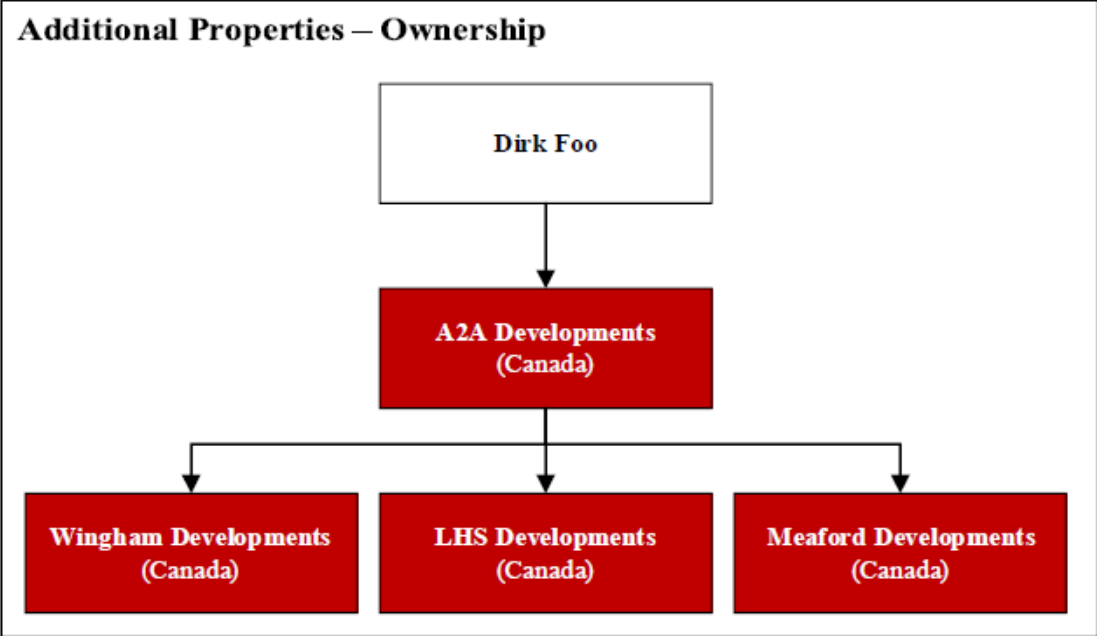 Additional Properties – Ownership
Dirk Foo
A2A Developments
(Canada)
Wingham Developments
(Canada)
LHS Developments
(Canada)
Meaford Developments
(Canada)